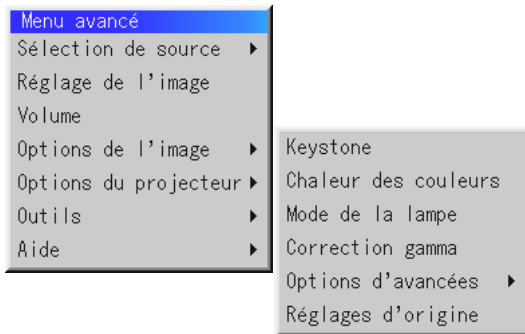 Menu avancé
Sélection de source
Réglage de l'image
Volume
Options de l'image
Options du projecteur
Outils
Aide
Keystone
Chaleur des couleurs
Mode de la lampe
Correction gamma
Options d'avancées
Réglages d'origine